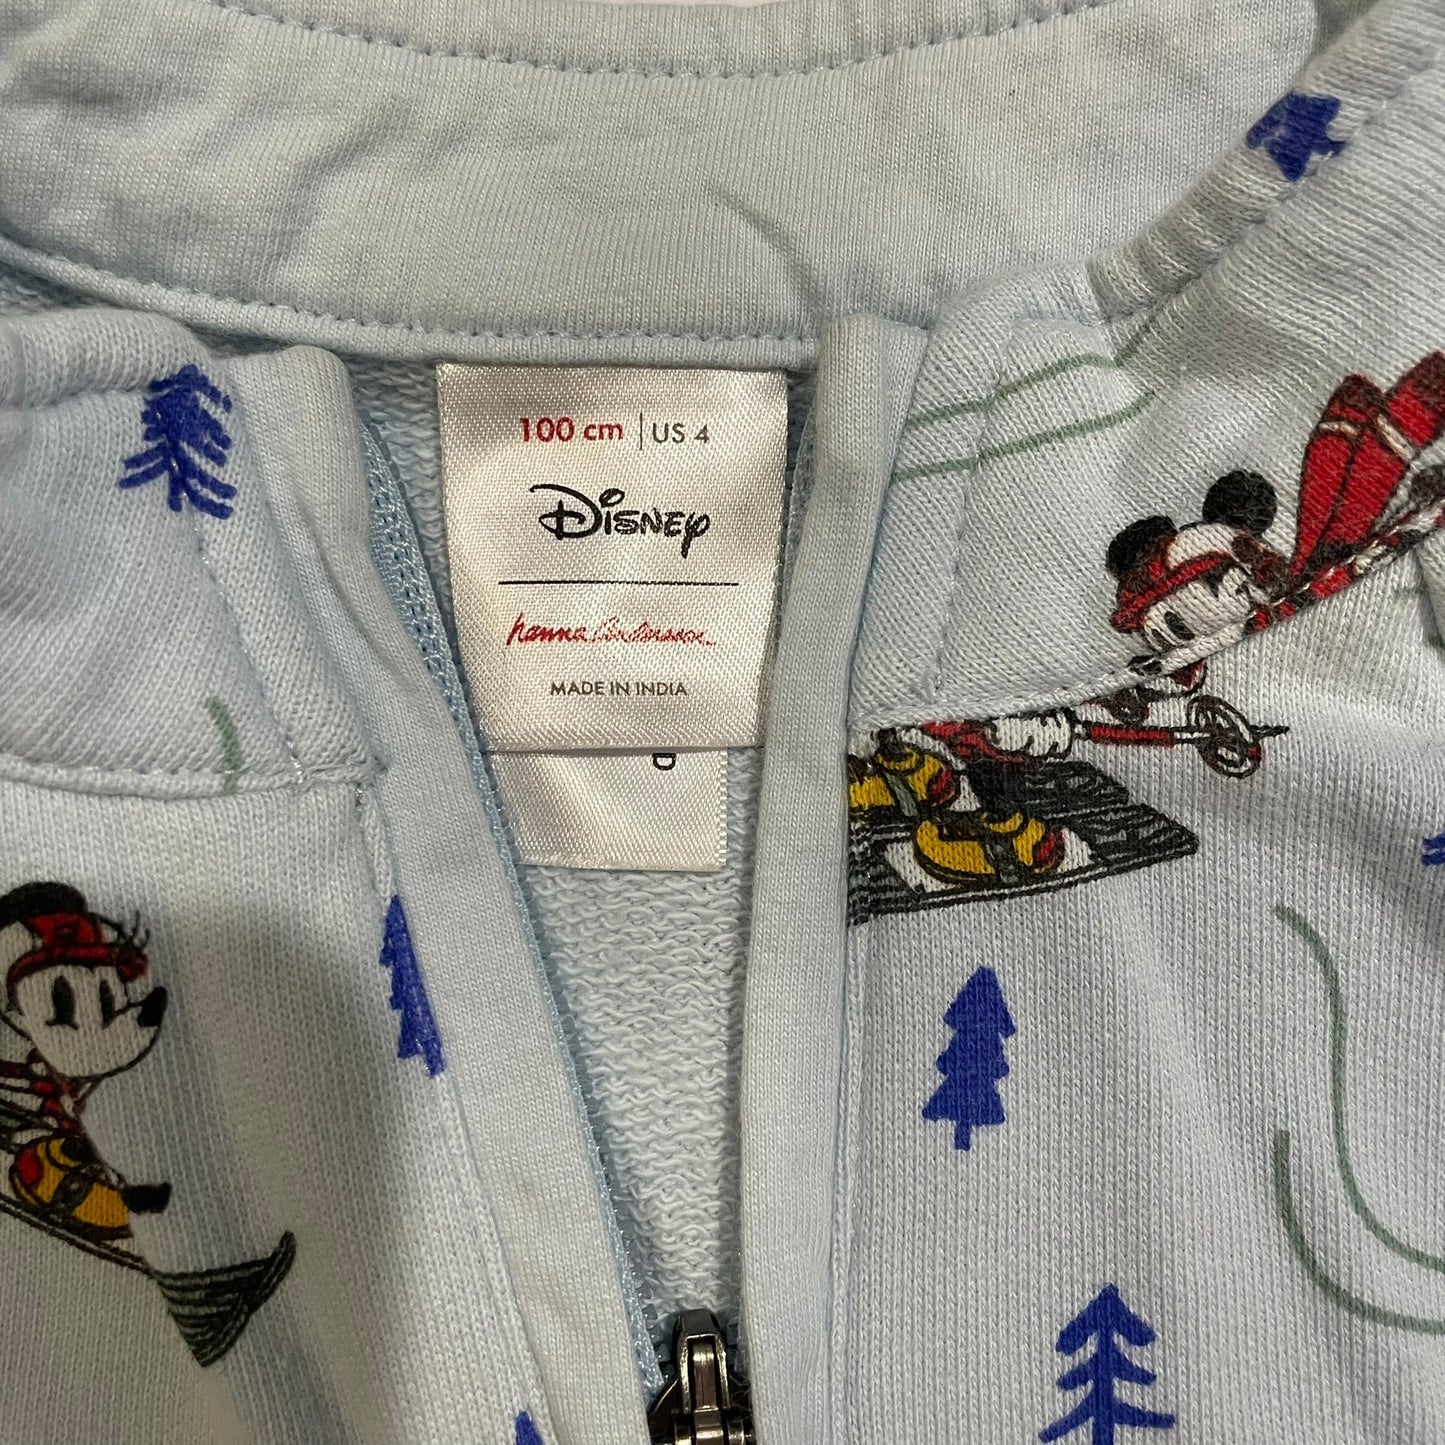 100 cm | US 4
Disney
hanna Andersson
MADE IN INDIA
D